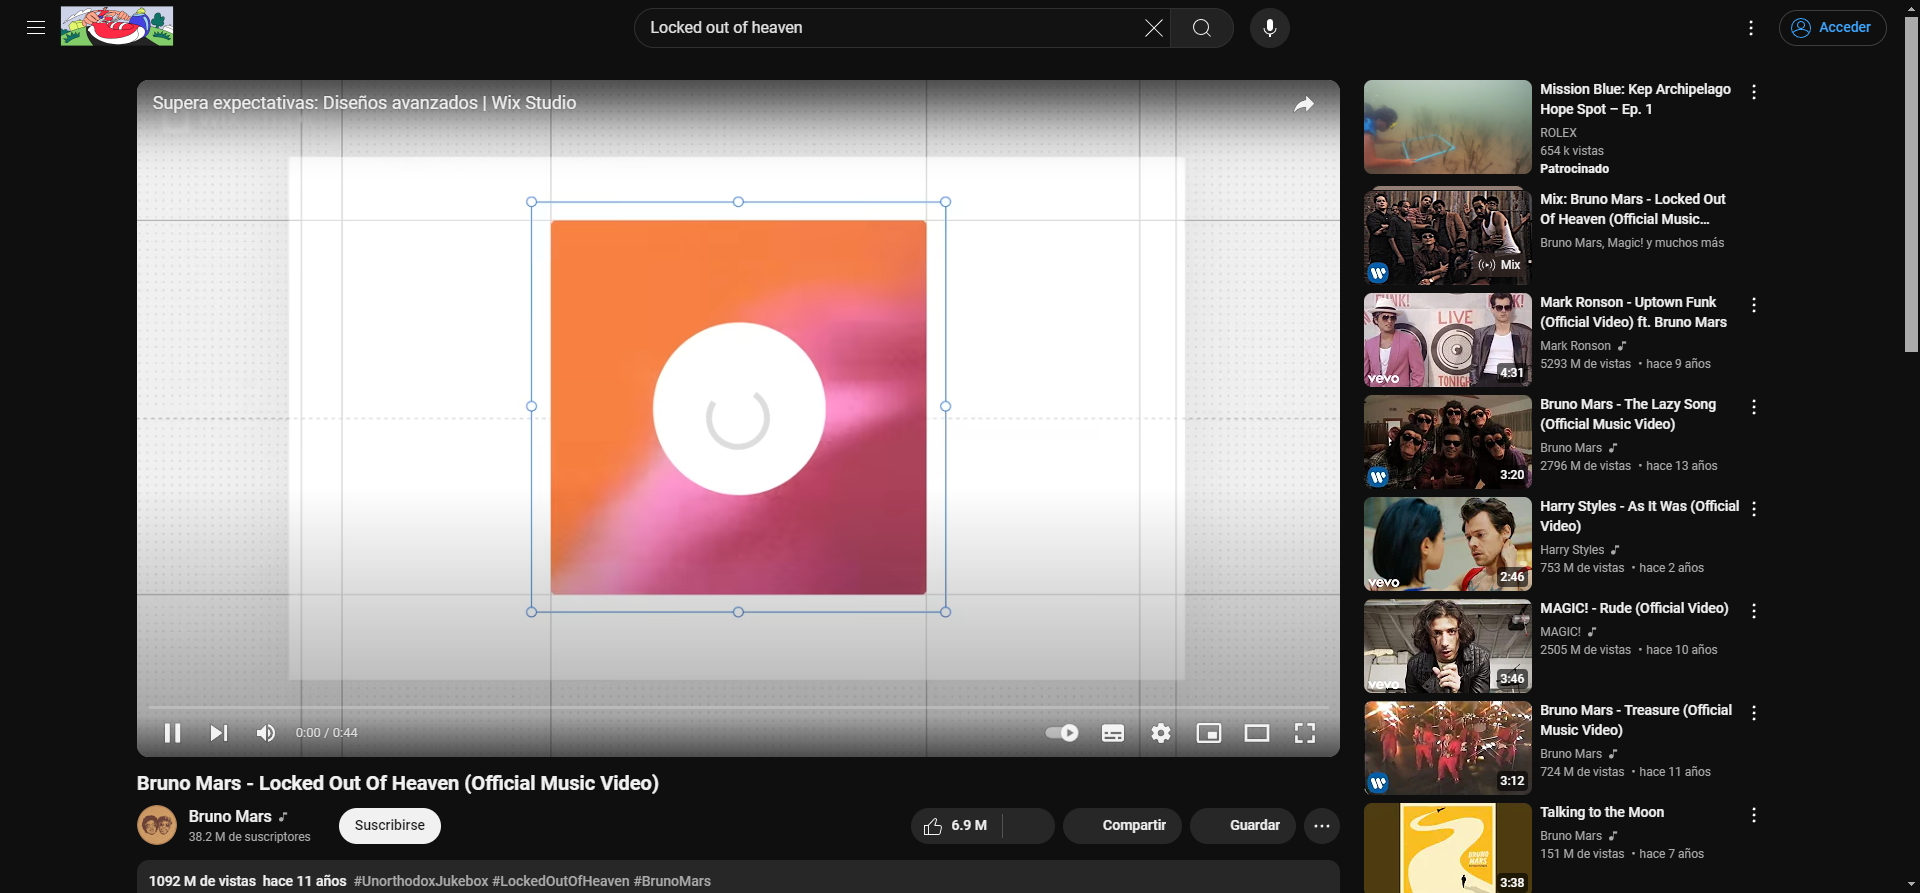 Locked out of heaven
Acceder
Supera expectativas: Diseños avanzados | Wix Studio
0:00 / 0:44
Bruno Mars - Locked Out Of Heaven (Official Music Video)
Bruno Mars
38.2 M de suscriptores
Suscribirse
6.9 M
Compartir
Guardar
1092 M de vistas hace 11 años #UnorthodoxJukebox #LockedOutOfHeaven #BrunoMars
Mission Blue: Kep Archipelago
Hope Spot – Ep. 1
ROLEX
654 k vistas
Patrocinado
Mix: Bruno Mars - Locked Out
Of Heaven (Official Music...
Bruno Mars, Magic! y muchos más
Mix
Mark Ronson - Uptown Funk
(Official Video) ft. Bruno Mars
Mark Ronson
5293 M de vistas • hace 9 años
LIVE
TONIGHT
vevo
4:31
Bruno Mars - The Lazy Song
(Official Music Video)
Bruno Mars
2796 M de vistas • hace 13 años
3:20
Harry Styles - As It Was (Official
Video)
Harry Styles
753 M de vistas • hace 2 años
vevo
2:46
MAGIC! - Rude (Official Video)
MAGIC!
2505 M de vistas • hace 10 años
vevo
3:46
Bruno Mars - Treasure (Official
Music Video)
Bruno Mars
724 M de vistas • hace 11 años
3:12
Talking to the Moon
Bruno Mars
151 M de vistas • hace 7 años
BRUNO
MARS
3:38